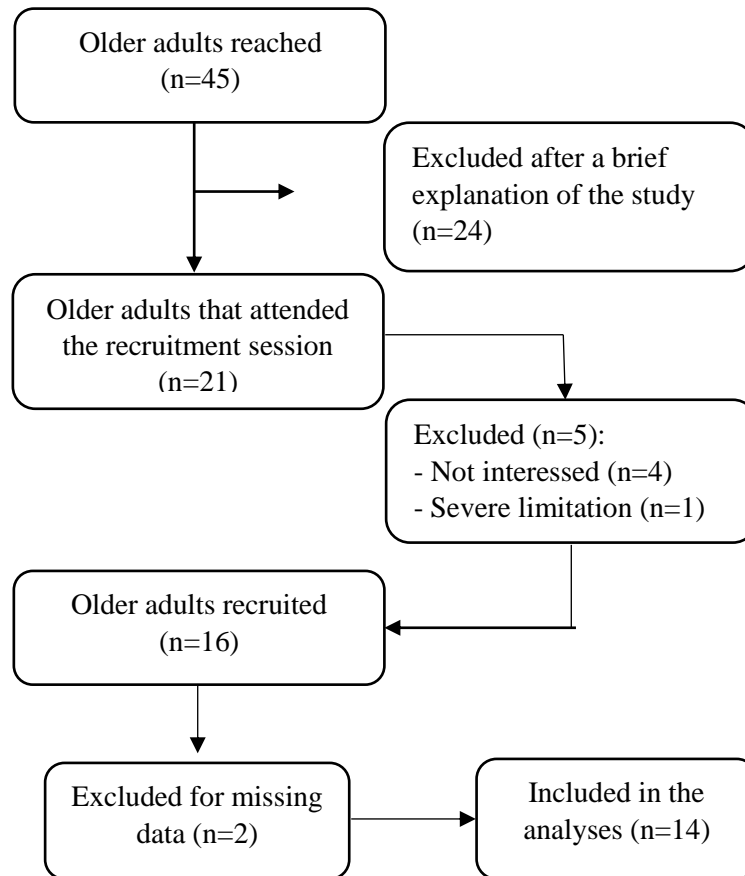 Older adults reached
(n=45)
Excluded after a brief
explanation of the study
(n=24)
Older adults that attended
the recruitment session
(n=21)
Excluded (n=5):
- Not interessed (n=4)
- Severe limitation (n=1)
Older adults recruited
(n=16)
Excluded for missing
data (n=2)
Included in the
analyses (n=14)